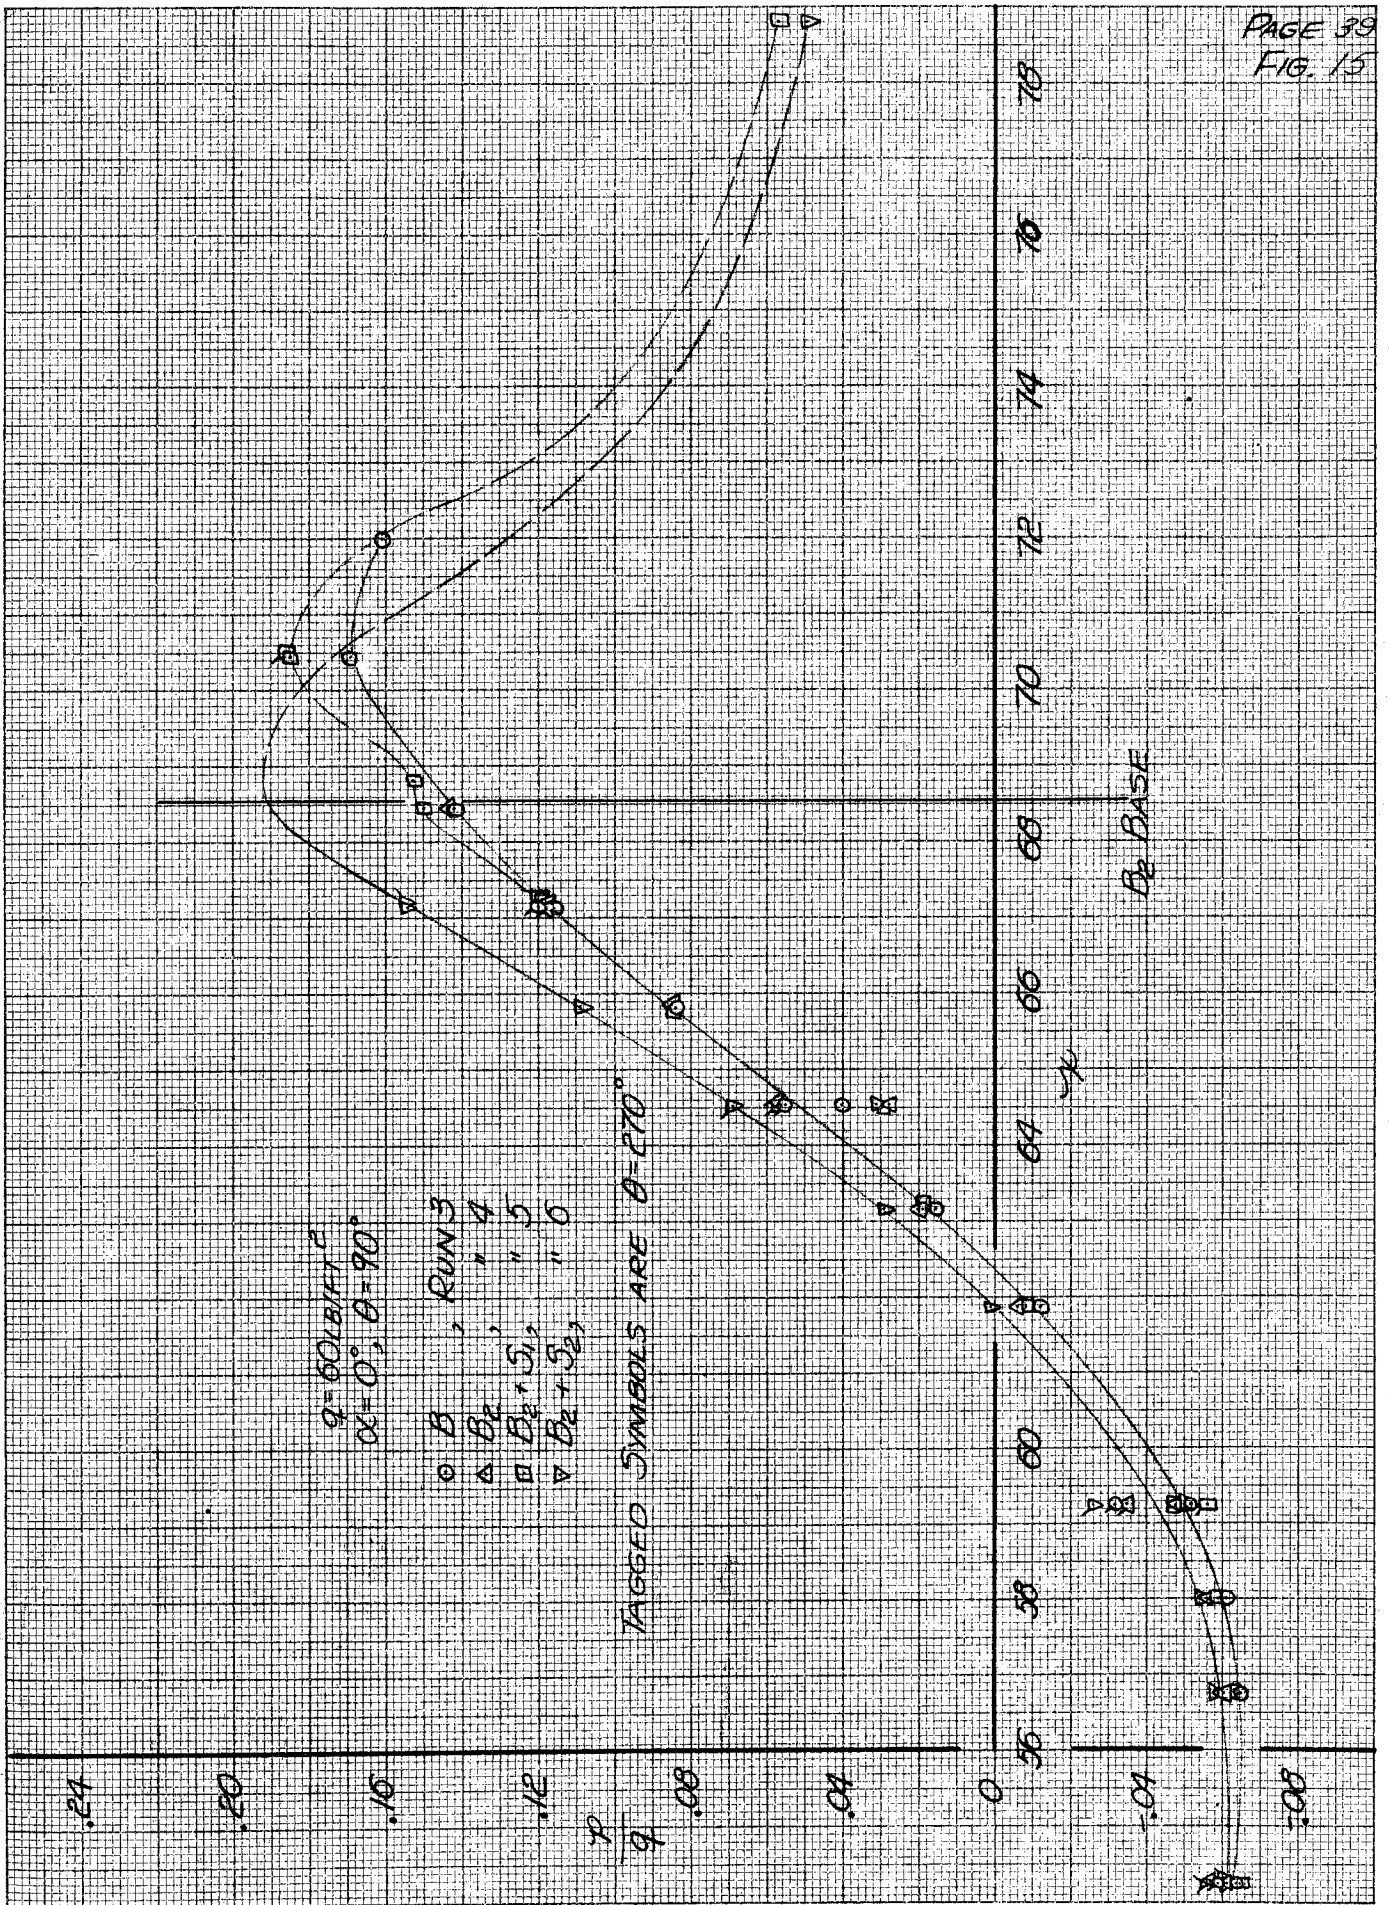 PAGE 39
FIG. 15
q=60LB/FT²
α=0°, θ=90°
B , RUN 3
B₂ , " 4
B₂+S₁, " 5
B₂+S₂, " 6
TAGGED SYMBOLS ARE θ=270°
.24
.20
.16
.12
.08
.04
0
-.04
-.08
p
q
56
58
60
64
66
68
70
72
74
76
78
x
B₂ BASE